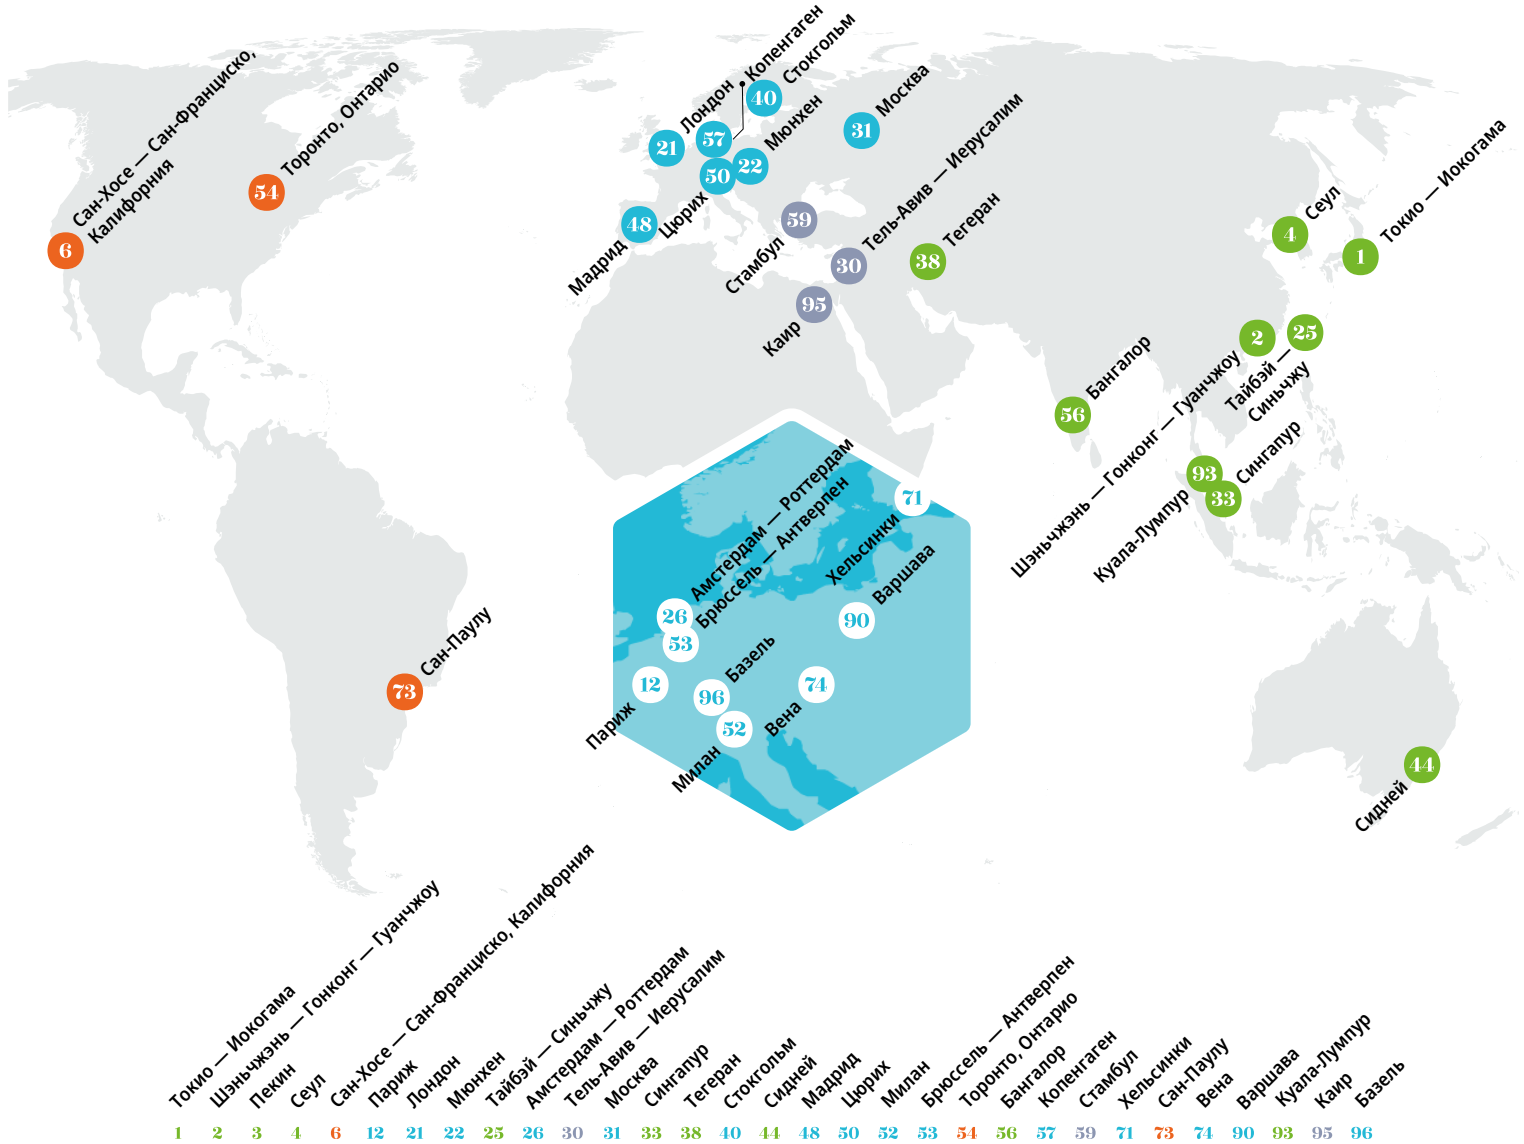 Копенгаген
Стокгольм
40
Лондон
57
21
Мюнхен
22
50
Цюрих
Москва
31
Сан-Хосе — Сан-Франциско,
Калифорния
6
Торонто, Онтарио
54
48
Мадрид
59
Стамбул
Тель-Авив — Иерусалим
30
95
Каир
Тегеран
38
Сеул
4
Токио — Иокогама
1
2
Шэньчжэнь — Гонконг — Гуанчжоу
25
Тайбэй —
Синьчжу
Бангалор
56
93
Куала-Лумпур
Сингапур
33
Амстердам — Роттердам
26
Брюссель — Антверпен
53
71
Хельсинки
Варшава
90
12
Париж
Базель
96
52
Милан
74
Вена
Сан-Паулу
73
44
Сидней
Токио — Иокогама
Шэньчжэнь — Гонконг — Гуанчжоу
Пекин
Сеул
Сан-Хосе — Сан-Франциско, Калифорния
Париж
Лондон
Мюнхен
Тайбэй — Синьчжу
Амстердам — Роттердам
Тель-Авив — Иерусалим
Москва
Сингапур
Тегеран
Стокгольм
Сидней
Мадрид
Цюрих
Милан
Брюссель — Антверпен
Торонто, Онтарио
Бангалор
Копенгаген
Стамбул
Хельсинки
Сан-Паулу
Вена
Варшава
Куала-Лумпур
Каир
Базель
1 2 3 4 6 12 21 22 25 26 30 31 33 38 40 44 48 50 52 53 54 56 57 59 71 73 74 90 93 95 96